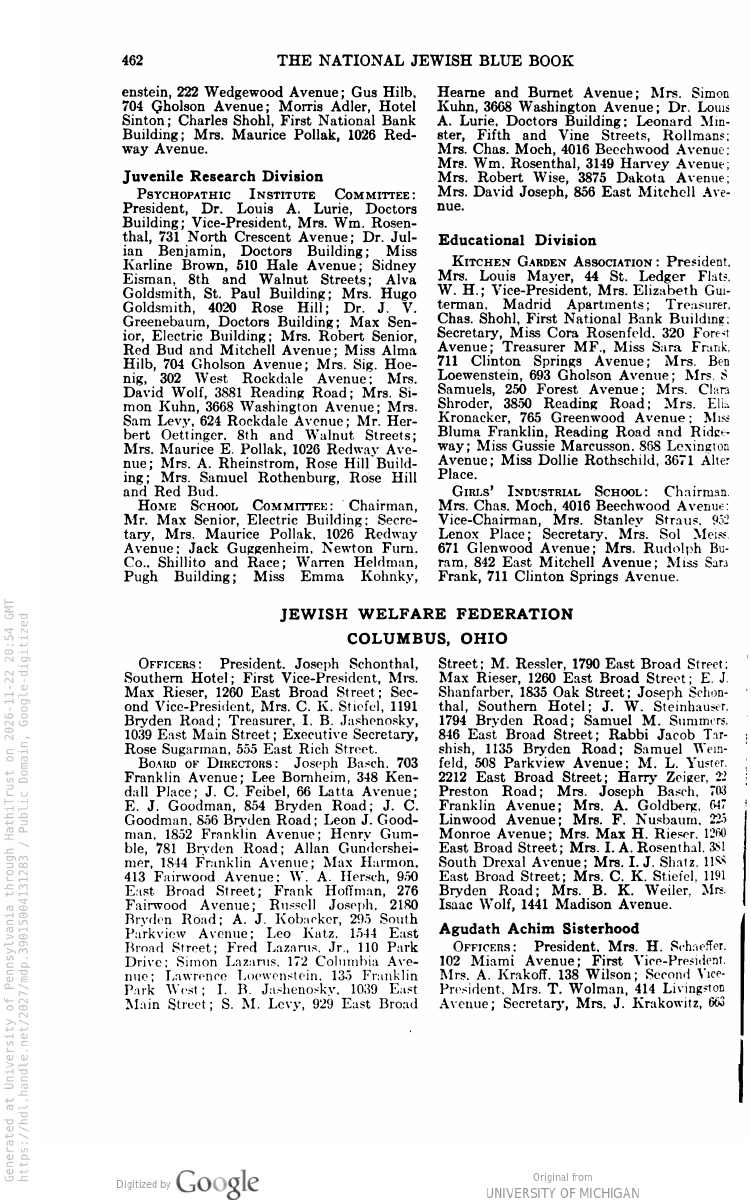 462
THE NATIONAL JEWISH BLUE BOOK
enstein, 222 Wedgewood Avenue; Gus Hilb,
704 Gholson Avenue; Morris Adler, Hotel
Sinton; Charles Shohl, First National Bank
Building; Mrs. Maurice Pollak, 1026 Red-
way Avenue.
Juvenile Research Division
PSYCHOPATHIC INSTITUTE COMMITTEE:
President, Dr. Louis A. Lurie, Doctors
Building; Vice-President, Mrs. Wm. Rosen-
thal, 731 North Crescent Avenue; Dr. Jul-
ian Benjamin, Doctors Building; Miss
Karline Brown, 510 Hale Avenue; Sidney
Eisman, 8th and Walnut Streets; Alva
Goldsmith, St. Paul Building; Mrs. Hugo
Goldsmith, 4020 Rose Hill; Dr. J. V.
Greenebaum, Doctors Building; Max Sen-
ior, Electric Building; Mrs. Robert Senior,
Red Bud and Mitchell Avenue; Miss Alma
Hilb, 704 Gholson Avenue; Mrs. Sig. Hoe-
nig, 302 West Rockdale Avenue; Mrs.
David Wolf, 3881 Reading Road; Mrs. Si-
mon Kuhn, 3668 Washington Avenue; Mrs.
Sam Levy, 624 Rockdale Avenue; Mr. Her-
bert Oettinger, 8th and Walnut Streets;
Mrs. Maurice E. Pollak, 1026 Redway Ave-
nue; Mrs. A. Rheinstrom, Rose Hill Build-
ing; Mrs. Samuel Rothenburg, Rose Hill
and Red Bud.
HOME SCHOOL COMMITTEE: Chairman,
Mr. Max Senior, Electric Building; Secre-
tary, Mrs. Maurice Pollak, 1026 Redway
Avenue; Jack Guggenheim, Newton Furn.
Co., Shillito and Race; Warren Heldman,
Pugh Building; Miss Emma Kohnky,
Hearne and Burnet Avenue; Mrs. Simon
Kuhn, 3668 Washington Avenue; Dr. Louis
A. Lurie, Doctors Building; Leonard Min-
ster, Fifth and Vine Streets, Rollmans;
Mrs. Chas. Moch, 4016 Beechwood Avenue;
Mrs. Wm. Rosenthal, 3149 Harvey Avenue;
Mrs. Robert Wise, 3875 Dakota Avenue;
Mrs. David Joseph, 856 East Mitchell Ave-
nue.
Educational Division
KITCHEN GARDEN ASSOCIATION: President,
Mrs. Louis Mayer, 44 St. Ledger Flats,
W. H.; Vice-President, Mrs. Elizabeth Gui-
terman, Madrid Apartments; Treasurer,
Chas. Shohl, First National Bank Building;
Secretary, Miss Cora Rosenfeld, 320 Forest
Avenue; Treasurer MF., Miss Sara Frank,
711 Clinton Springs Avenue; Mrs. Ben
Loewenstein, 693 Gholson Avenue; Mrs. S
Samuels, 250 Forest Avenue; Mrs. Clara
Shroder, 3850 Reading Road; Mrs. Ella
Kronacker, 765 Greenwood Avenue; Miss
Bluma Franklin, Reading Road and Ridge-
way; Miss Gussie Marcusson, 868 Lexington
Avenue; Miss Dollie Rothschild, 3671 Alter
Place.
GIRLS' INDUSTRIAL SCHOOL: Chairman,
Mrs. Chas. Moch, 4016 Beechwood Avenue;
Vice-Chairman, Mrs. Stanley Straus, 952
Lenox Place; Secretary, Mrs. Sol Meiss,
671 Glenwood Avenue; Mrs. Rudolph Bu-
ram, 842 East Mitchell Avenue; Miss Sara
Frank, 711 Clinton Springs Avenue.
JEWISH WELFARE FEDERATION
COLUMBUS, OHIO
OFFICERS: President, Joseph Schonthal,
Southern Hotel; First Vice-President, Mrs.
Max Rieser, 1260 East Broad Street; Sec-
ond Vice-President, Mrs. C. K. Stiefel, 1191
Bryden Road; Treasurer, I. B. Jashenosky,
1039 East Main Street; Executive Secretary,
Rose Sugarman, 555 East Rich Street.
BOARD OF DIRECTORS: Joseph Basch, 703
Franklin Avenue; Lee Bornheim, 348 Ken-
dall Place; J. C. Feibel, 66 Latta Avenue;
E. J. Goodman, 854 Bryden Road; J. C.
Goodman, 856 Bryden Road; Leon J. Good-
man, 1852 Franklin Avenue; Henry Gum-
ble, 781 Bryden Road; Allan Gundershei-
mer, 1844 Franklin Avenue; Max Harmon,
413 Fairwood Avenue; W. A. Hersch, 950
East Broad Street; Frank Hoffman, 276
Fairwood Avenue; Russell Joseph, 2180
Bryden Road; A. J. Kobacker, 295 South
Parkview Avenue; Leo Katz, 1544 East
Broad Street; Fred Lazarus, Jr., 110 Park
Drive; Simon Lazarus, 172 Columbia Ave-
nue; Lawrence Loewenstein, 135 Franklin
Park West; I. B. Jashenosky, 1039 East
Main Street; S. M. Levy, 929 East Broad
Street; M. Ressler, 1790 East Broad Street;
Max Rieser, 1260 East Broad Street; E. J.
Shanfarber, 1835 Oak Street; Joseph Schon-
thal, Southern Hotel; J. W. Steinhauser,
1794 Bryden Road; Samuel M. Summers,
846 East Broad Street; Rabbi Jacob Tar-
shish, 1135 Bryden Road; Samuel Wein-
feld, 508 Parkview Avenue; M. L. Yuster,
2212 East Broad Street; Harry Zeiger, 22
Preston Road; Mrs. Joseph Basch, 703
Franklin Avenue; Mrs. A. Goldberg, 647
Linwood Avenue; Mrs. F. Nusbaum, 225
Monroe Avenue; Mrs. Max H. Rieser, 1260
East Broad Street; Mrs. I. A. Rosenthal, 381
South Drexal Avenue; Mrs. I. J. Shatz, 1188
East Broad Street; Mrs. C. K. Stiefel, 1191
Bryden Road; Mrs. B. K. Weiler, Mrs.
Isaac Wolf, 1441 Madison Avenue.
Agudath Achim Sisterhood
OFFICERS: President, Mrs. H. Schaeffer,
102 Miami Avenue; First Vice-President,
Mrs. A. Krakoff, 138 Wilson; Second Vice-
President, Mrs. T. Wolman, 414 Livingston
Avenue; Secretary, Mrs. J. Krakowitz, 663
Generated at University of Pennsylvania through HathiTrust on 2026-11-22 20:54 GMT
https://hdl.handle.net/2027/mdp.39015004131283 / Public Domain, Google-digitized
Digitized by Google
Original from
UNIVERSITY OF MICHIGAN